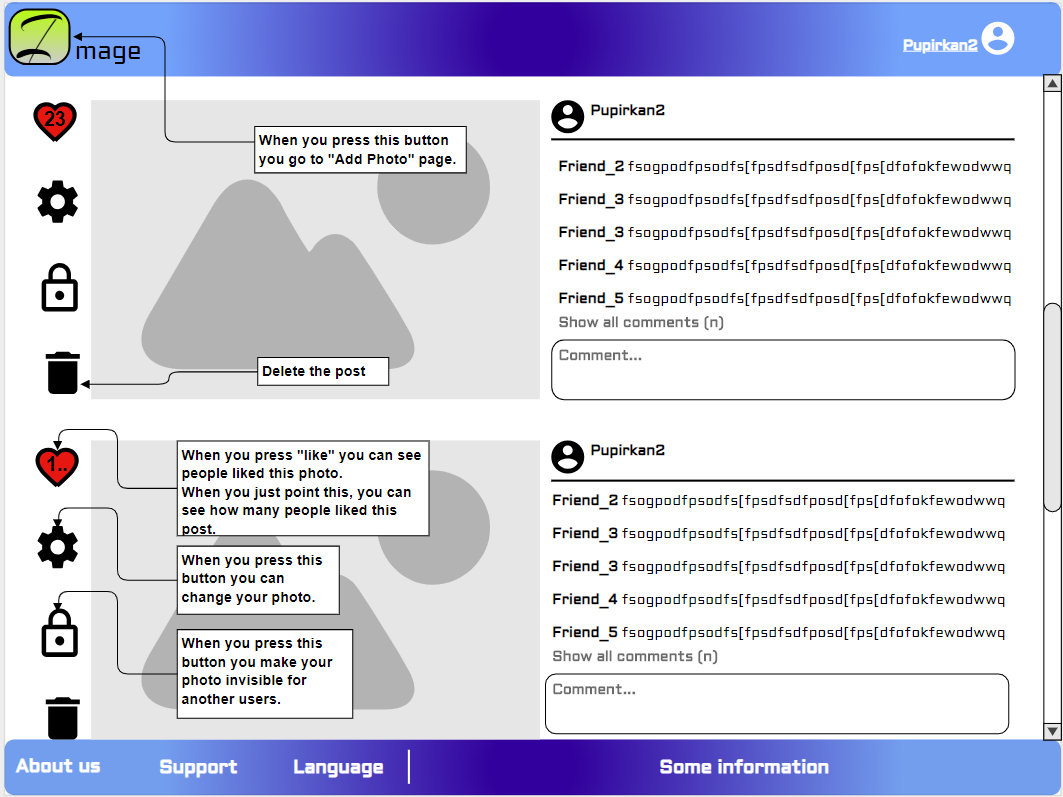 mage
Pupirkan2
23
When you press this button
you go to "Add Photo" page.
Delete the post
Pupirkan2
Friend_2 fsogpodfpsodfs[fpsdfsdfposd[fps[dfofokfewodwwq
Friend_3 fsogpodfpsodfs[fpsdfsdfposd[fps[dfofokfewodwwq
Friend_3 fsogpodfpsodfs[fpsdfsdfposd[fps[dfofokfewodwwq
Friend_4 fsogpodfpsodfs[fpsdfsdfposd[fps[dfofokfewodwwq
Friend_5 fsogpodfpsodfs[fpsdfsdfposd[fps[dfofokfewodwwq
Show all comments (n)
Comment...
1..
When you press "like" you can see
people liked this photo.
When you just point this, you can
see how many people liked this
post.
When you press this
button you can
change your photo.
When you press this
button you make your
photo invisible for
another users.
Pupirkan2
Friend_2 fsogpodfpsodfs[fpsdfsdfposd[fps[dfofokfewodwwq
Friend_3 fsogpodfpsodfs[fpsdfsdfposd[fps[dfofokfewodwwq
Friend_3 fsogpodfpsodfs[fpsdfsdfposd[fps[dfofokfewodwwq
Friend_4 fsogpodfpsodfs[fpsdfsdfposd[fps[dfofokfewodwwq
Friend_5 fsogpodfpsodfs[fpsdfsdfposd[fps[dfofokfewodwwq
Show all comments (n)
Comment...
About us Support Language Some information